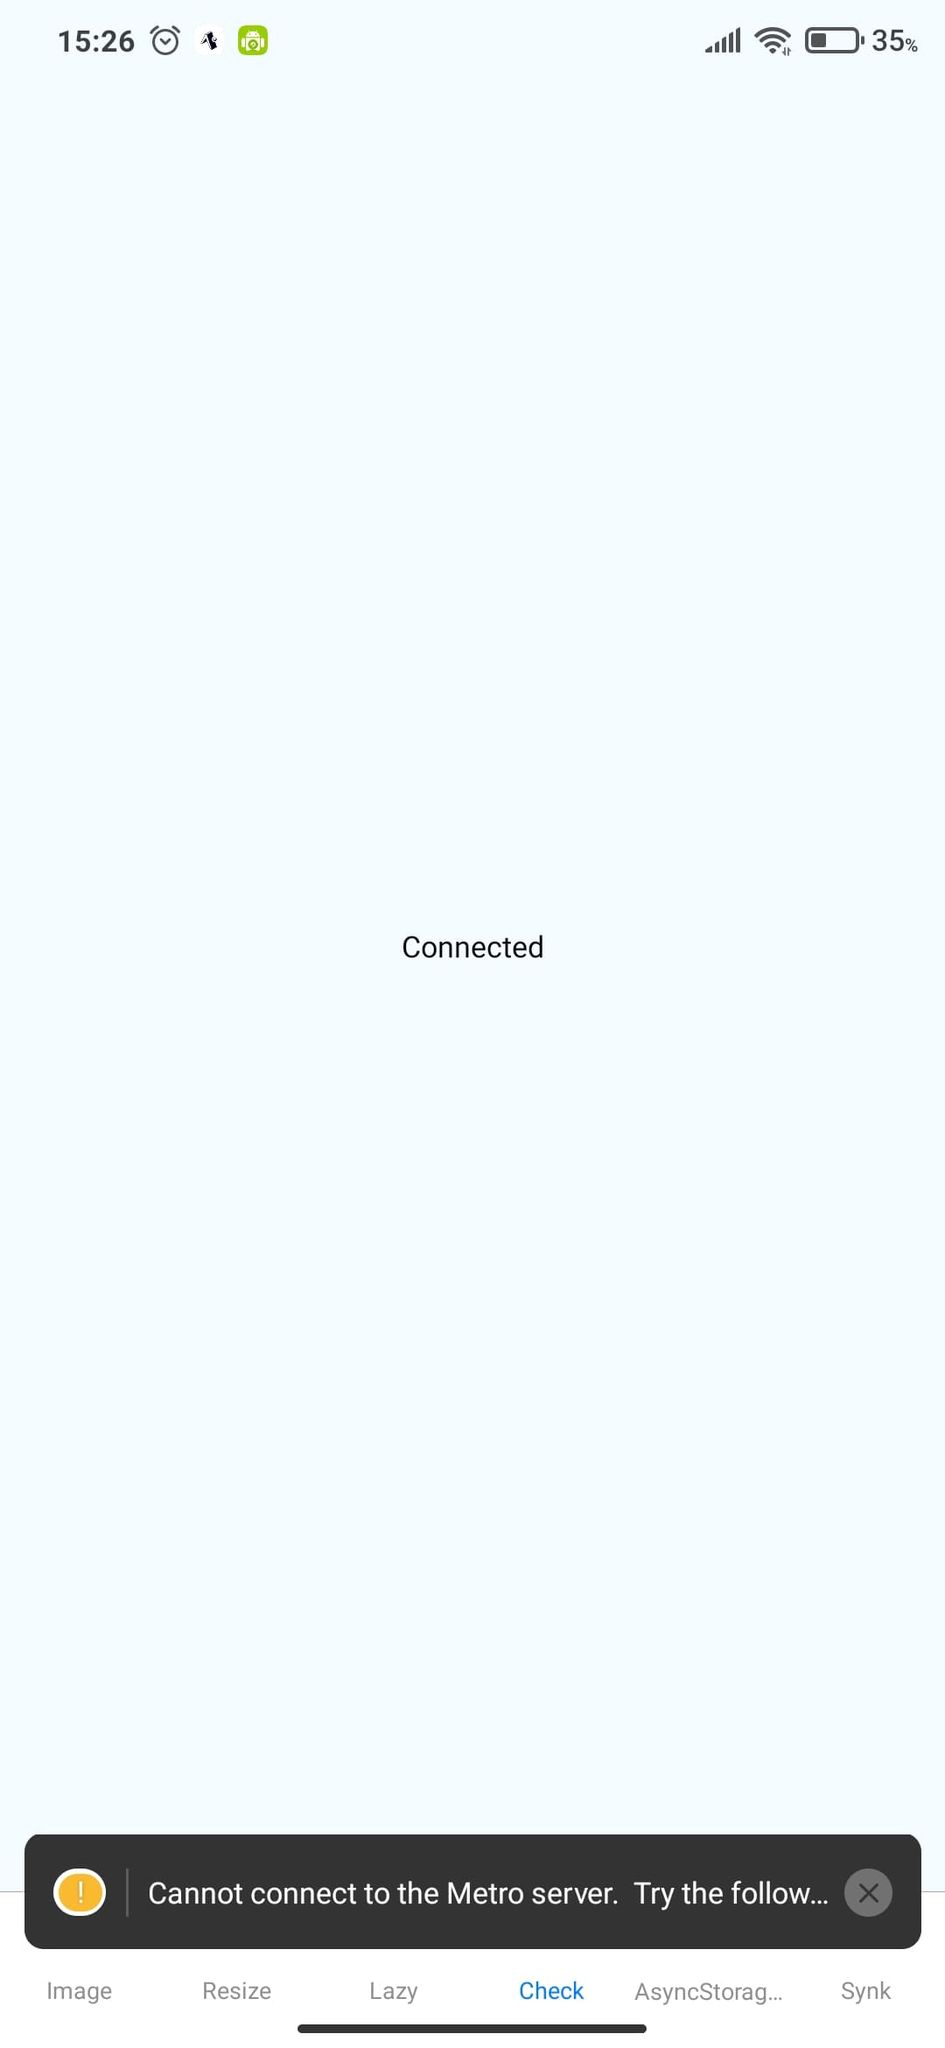 15:26
35%
Connected
!
Cannot connect to the Metro server.  Try the follow...
Image Resize Lazy Check AsyncStorag... Synk